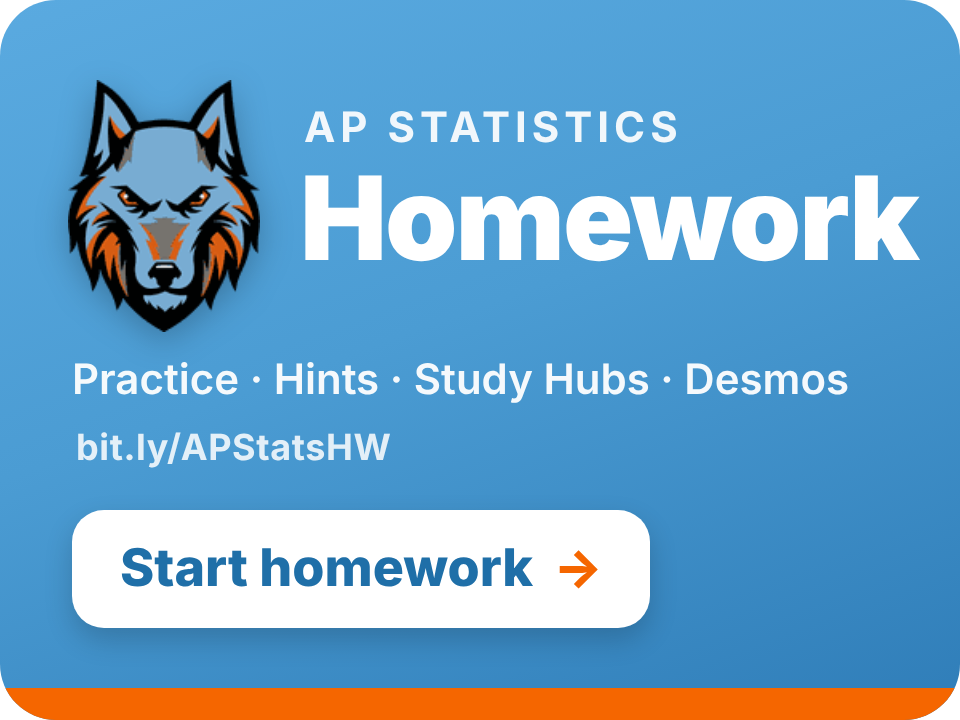 AP STATISTICS
Homework
Practice · Hints · Study Hubs · Desmos
bit.ly/APStatsHW
Start homework →